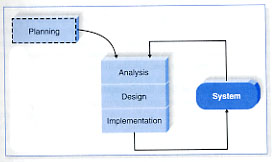 Planning
Analysis
Design
System
Implementation